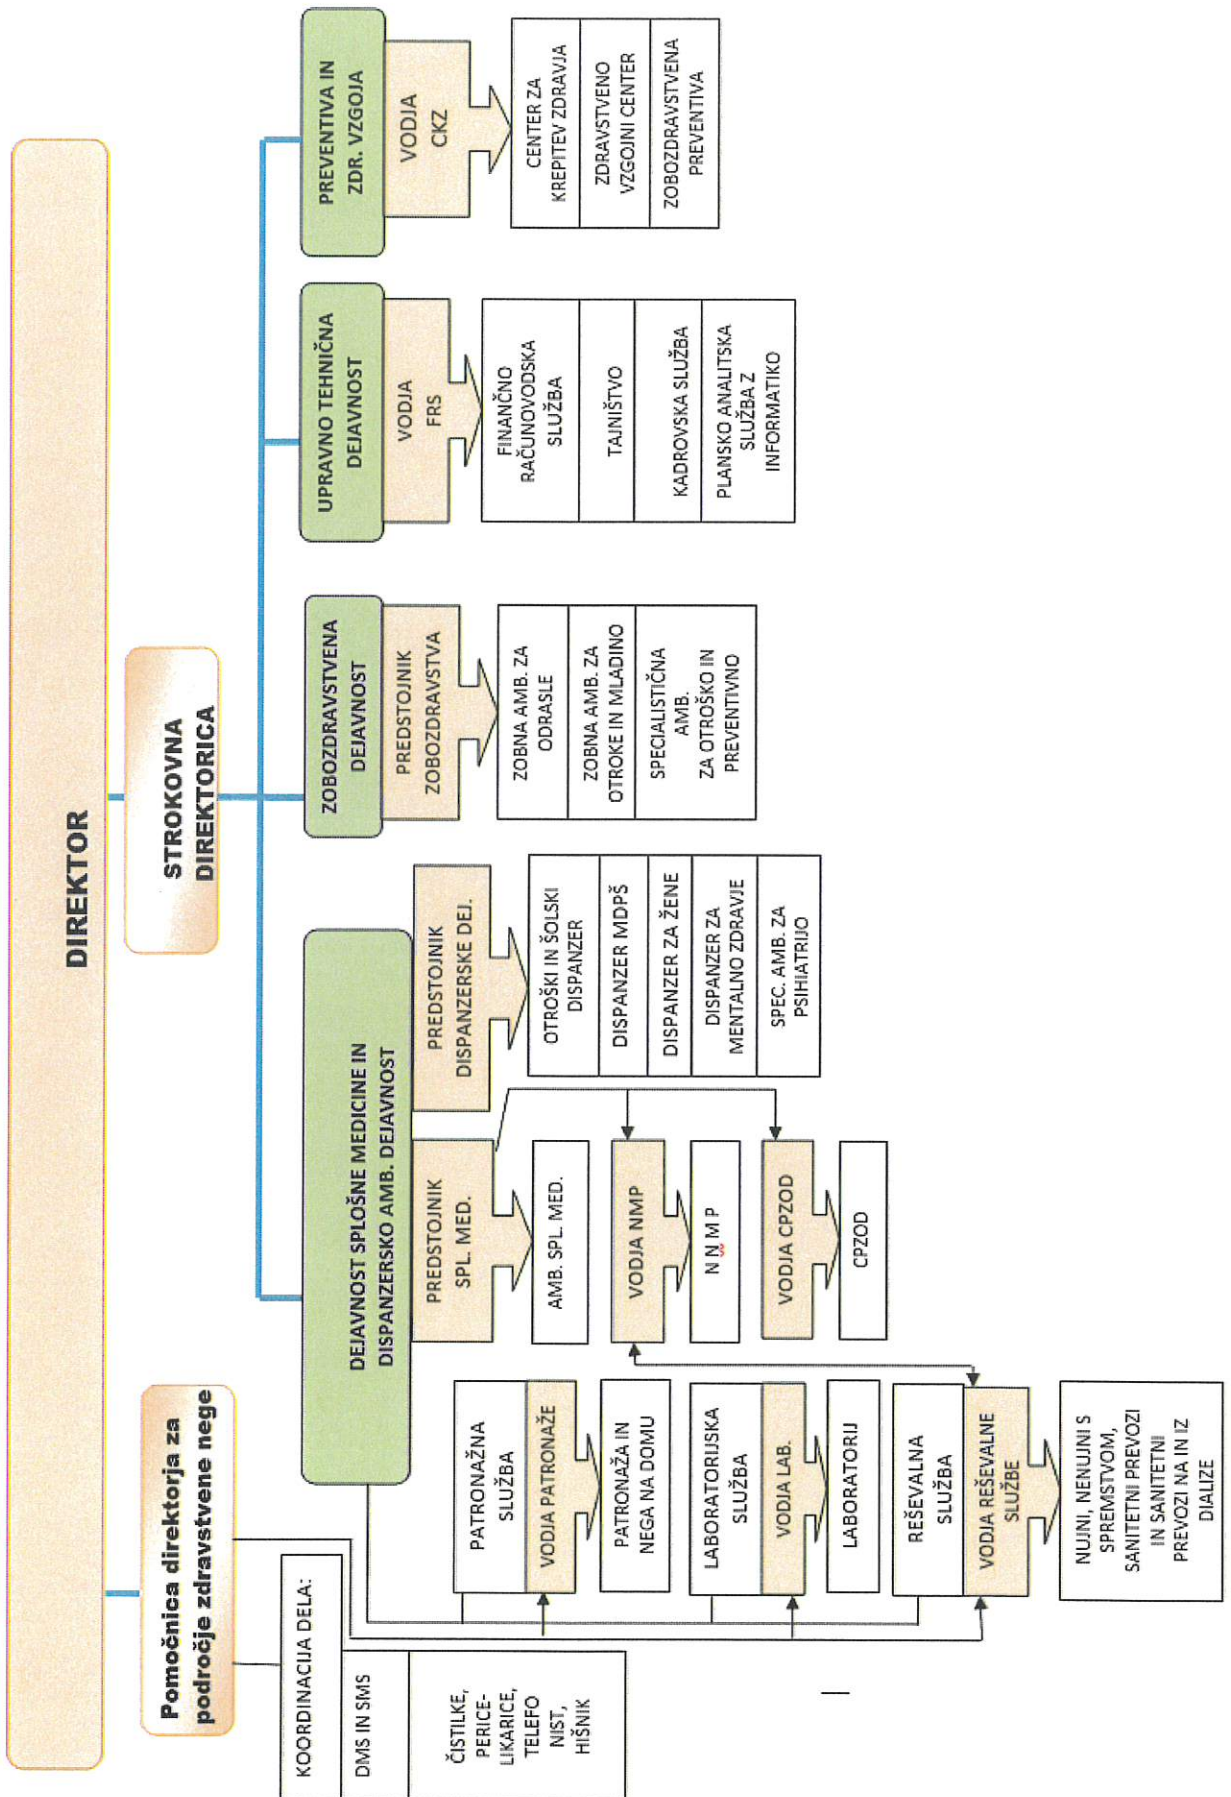 DIREKTOR
Pomočnica direktorja za
področje zdravstvene nege
STROKOVNA
DIREKTORICA
KOORDINACIJA DELA:
DMS IN SMS
ČISTILKE,
PERICE-
LIKARICE,
TELEFO
NIST,
HIŠNIK
DEJAVNOST SPLOŠNE MEDICINE IN
DISPANZERSKO AMB. DEJAVNOST
PATRONAŽNA
SLUŽBA
VODJA PATRONAŽE
PATRONAŽA IN
NEGA NA DOMU
LABORATORIJSKA
SLUŽBA
VODJA LAB.
LABORATORIJ
REŠEVALNA
SLUŽBA
VODJA REŠEVALNE
SLUŽBE
NUJNI, NENUJNI S
SPREMSTVOM,
SANITETNI PREVOZI
IN SANITETNI
PREVOZI NA IN IZ
DIALIZE
PREDSTOJNIK
SPL. MED.
AMB. SPL. MED.
VODJA NMP
N N M P
VODJA CPZOD
CPZOD
PREDSTOJNIK
DISPANZERSKE DEJ.
OTROŠKI IN ŠOLSKI
DISPANZER
DISPANZER MDPŠ
DISPANZER ZA ŽENE
DISPANZER ZA
MENTALNO ZDRAVJE
SPEC. AMB. ZA
PSIHIATRIJO
ZOBOZDRAVSTVENA
DEJAVNOST
PREDSTOJNIK
ZOBOZDRAVSTVA
ZOBNA AMB. ZA
ODRASLE
ZOBNA AMB. ZA
OTROKE IN MLADINO
SPECIALISTIČNA
AMB.
ZA OTROŠKO IN
PREVENTIVNO
UPRAVNO TEHNIČNA
DEJAVNOST
VODJA
FRS
FINANČNO
RAČUNOVODSKA
SLUŽBA
TAJNIŠTVO
KADROVSKA SLUŽBA
PLANSKO ANALITSKA
SLUŽBA Z
INFORMATIKO
PREVENTIVA IN
ZDR. VZGOJA
VODJA
CKZ
CENTER ZA
KREPITEV ZDRAVJA
ZDRAVSTVENO
VZGOJNI CENTER
ZOBOZDRAVSTVENA
PREVENTIVA